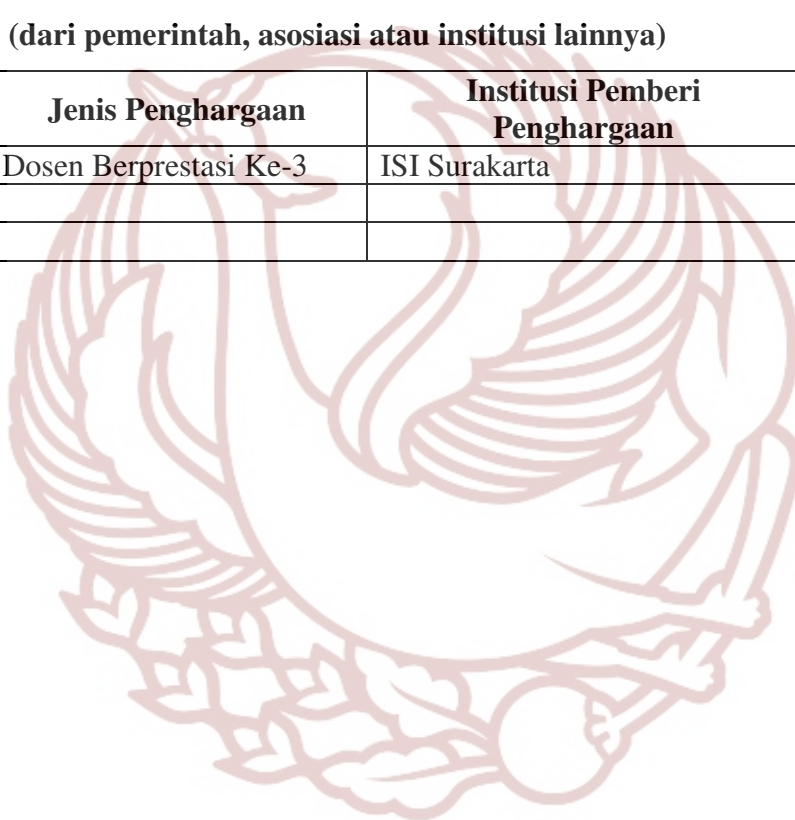 (dari pemerintah, asosiasi atau institusi lainnya)
Jenis Penghargaan
Institusi Pemberi
Penghargaan
Dosen Berprestasi Ke-3
ISI Surakarta